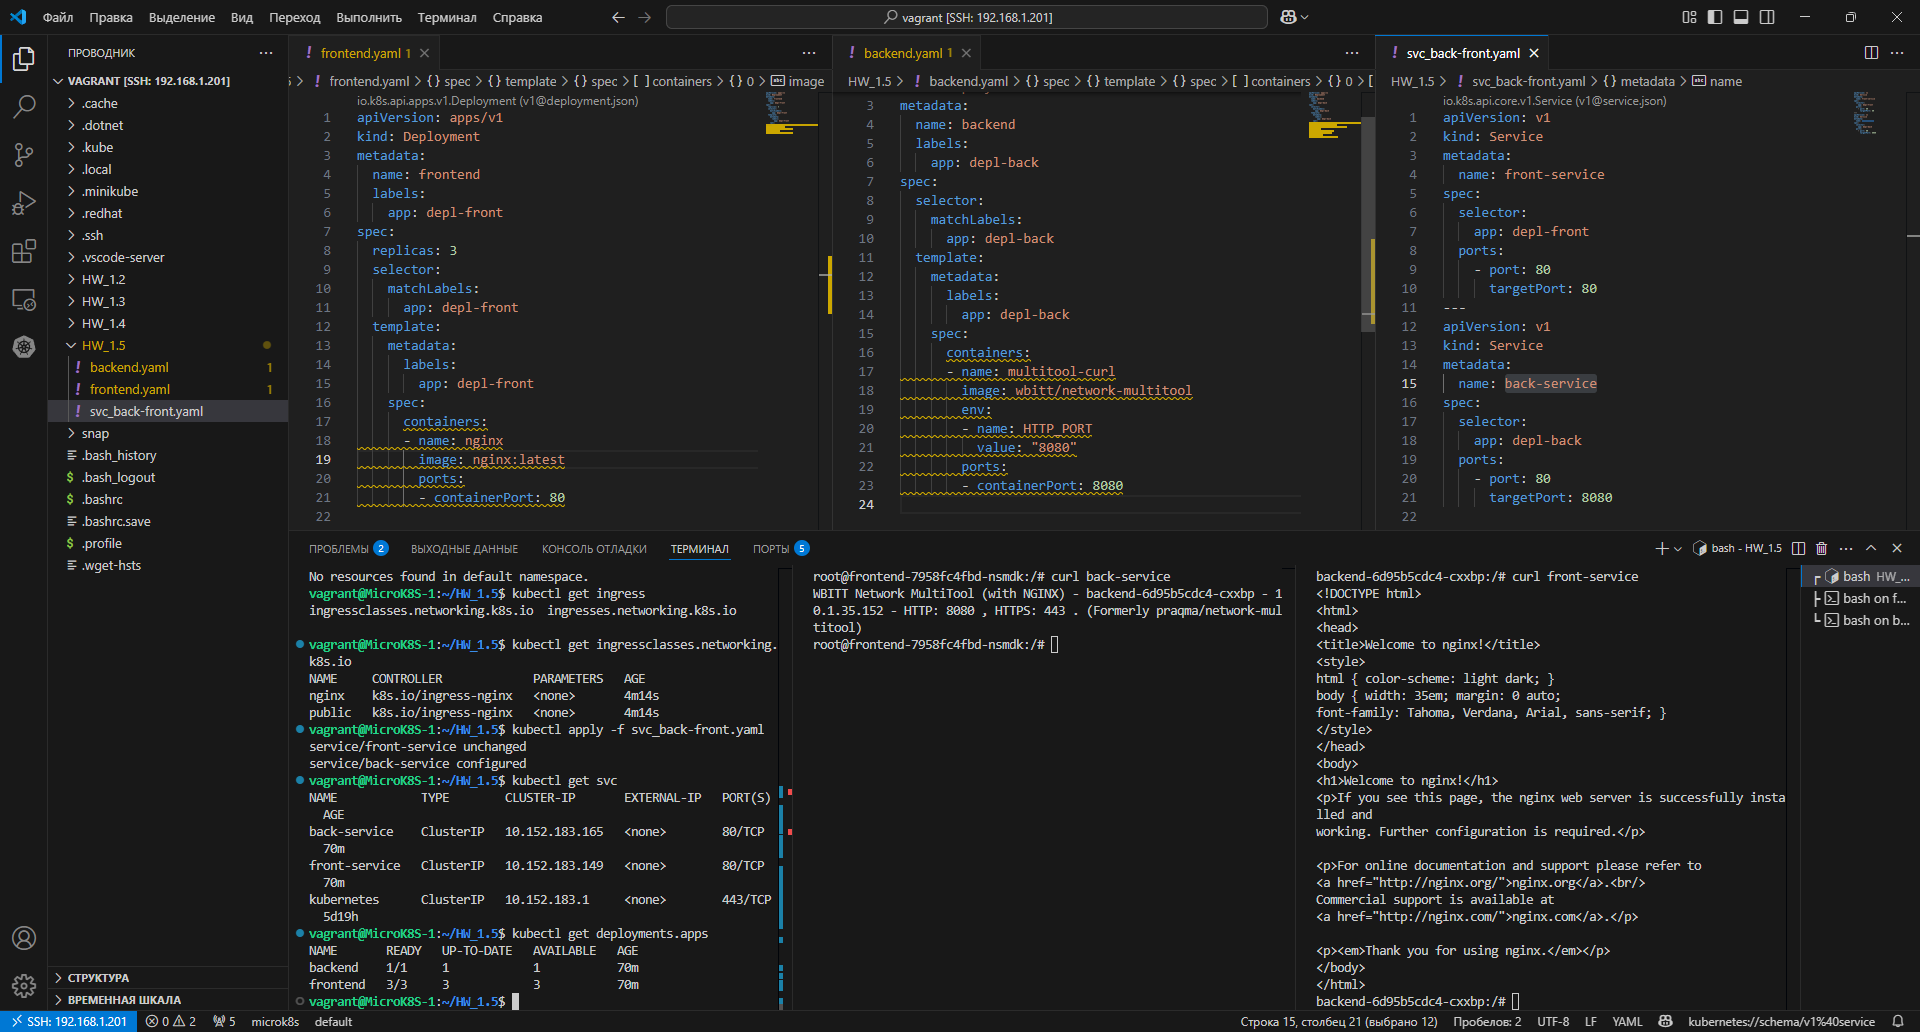 Файл Правка Выделение Вид Переход Выполнить Терминал Справка
vagrant [SSH: 192.168.1.201]
ПРОВОДНИК
VAGRANT [SSH: 192.168.1.201]
.cache
.dotnet
.kube
.local
.minikube
.redhat
.ssh
.vscode-server
HW_1.2
HW_1.3
HW_1.4
HW_1.5
backend.yaml 1
frontend.yaml 1
svc_back-front.yaml
snap
.bash_history
.bash_logout
.bashrc
.bashrc.save
.profile
.wget-hsts
СТРУКТУРА
ВРЕМЕННАЯ ШКАЛА
frontend.yaml 1
5 > frontend.yaml > {} spec > {} template > {} spec > [ ] containers > {} 0 > image
io.k8s.api.apps.v1.Deployment (v1@deployment.json)
1 apiVersion: apps/v1
2 kind: Deployment
3 metadata:
4 name: frontend
5 labels:
6 app: depl-front
7 spec:
8 replicas: 3
9 selector:
10 matchLabels:
11 app: depl-front
12 template:
13 metadata:
14 labels:
15 app: depl-front
16 spec:
17 containers:
18 - name: nginx
19 image: nginx:latest
20 ports:
21 - containerPort: 80
22
backend.yaml 1
HW_1.5 > backend.yaml > {} spec > {} template > {} spec > [ ] containers > {} 0 > [
3 metadata:
4 name: backend
5 labels:
6 app: depl-back
7 spec:
8 selector:
9 matchLabels:
10 app: depl-back
11 template:
12 metadata:
13 labels:
14 app: depl-back
15 spec:
16 containers:
17 - name: multitool-curl
18 image: wbitt/network-multitool
19 env:
20 - name: HTTP_PORT
21 value: "8080"
22 ports:
23 - containerPort: 8080
24
svc_back-front.yaml
HW_1.5 > svc_back-front.yaml > {} metadata > name
io.k8s.api.core.v1.Service (v1@service.json)
1 apiVersion: v1
2 kind: Service
3 metadata:
4 name: front-service
5 spec:
6 selector:
7 app: depl-front
8 ports:
9 - port: 80
10 targetPort: 80
11 ---
12 apiVersion: v1
13 kind: Service
14 metadata:
15 name: back-service
16 spec:
17 selector:
18 app: depl-back
19 ports:
20 - port: 80
21 targetPort: 8080
22
ПРОБЛЕМЫ 2 ВЫХОДНЫЕ ДАННЫЕ КОНСОЛЬ ОТЛАДКИ ТЕРМИНАЛ ПОРТЫ 5
bash - HW_1.5
No resources found in default namespace.
vagrant@MicroK8S-1:~/HW_1.5$ kubectl get ingress
ingressclasses.networking.k8s.io ingresses.networking.k8s.io
vagrant@MicroK8S-1:~/HW_1.5$ kubectl get ingressclasses.networking.
k8s.io
NAME CONTROLLER PARAMETERS AGE
nginx k8s.io/ingress-nginx <none> 4m14s
public k8s.io/ingress-nginx <none> 4m14s
vagrant@MicroK8S-1:~/HW_1.5$ kubectl apply -f svc_back-front.yaml
service/front-service unchanged
service/back-service configured
vagrant@MicroK8S-1:~/HW_1.5$ kubectl get svc
NAME TYPE CLUSTER-IP EXTERNAL-IP PORT(S)
AGE
back-service ClusterIP 10.152.183.165 <none> 80/TCP
70m
front-service ClusterIP 10.152.183.149 <none> 80/TCP
70m
kubernetes ClusterIP 10.152.183.1 <none> 443/TCP
5d19h
vagrant@MicroK8S-1:~/HW_1.5$ kubectl get deployments.apps
NAME READY UP-TO-DATE AVAILABLE AGE
backend 1/1 1 1 70m
frontend 3/3 3 3 70m
vagrant@MicroK8S-1:~/HW_1.5$
root@frontend-7958fc4fbd-nsmdk:/# curl back-service
WBITT Network MultiTool (with NGINX) - backend-6d95b5cdc4-cxxbp - 1
0.1.35.152 - HTTP: 8080 , HTTPS: 443 . (Formerly praqma/network-mul
titool)
root@frontend-7958fc4fbd-nsmdk:/#
backend-6d95b5cdc4-cxxbp:/# curl front-service
<!DOCTYPE html>
<html>
<head>
<title>Welcome to nginx!</title>
<style>
html { color-scheme: light dark; }
body { width: 35em; margin: 0 auto;
font-family: Tahoma, Verdana, Arial, sans-serif; }
</style>
</head>
<body>
<h1>Welcome to nginx!</h1>
<p>If you see this page, the nginx web server is successfully insta
lled and
working. Further configuration is required.</p>
<p>For online documentation and support please refer to
<a href="http://nginx.org/">nginx.org</a>.<br/>
Commercial support is available at
<a href="http://nginx.com/">nginx.com</a>.</p>
<p><em>Thank you for using nginx.</em></p>
</body>
</html>
backend-6d95b5cdc4-cxxbp:/#
bash HW_...
bash on f...
bash on b...
SSH: 192.168.1.201 0 2 5 microk8s default
Строка 15, столбец 21 (выбрано 12) Пробелов: 2 UTF-8 LF YAML kubernetes://schema/v1%40service